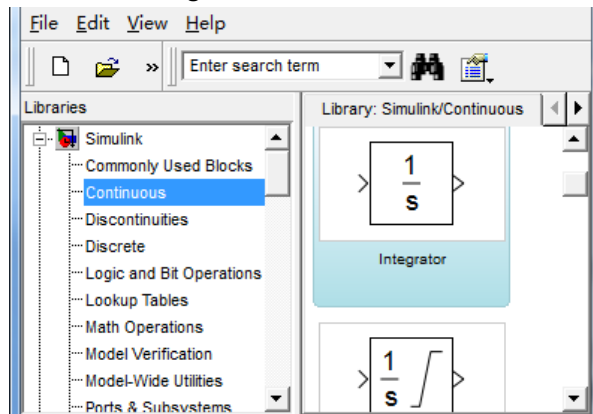 File Edit View Help
» Enter search term
Libraries
Simulink
Commonly Used Blocks
Continuous
Discontinuities
Discrete
Logic and Bit Operations
Lookup Tables
Math Operations
Model Verification
Model-Wide Utilities
Ports & Subsystems
Library: Simulink/Continuous
1
s
Integrator
1
s